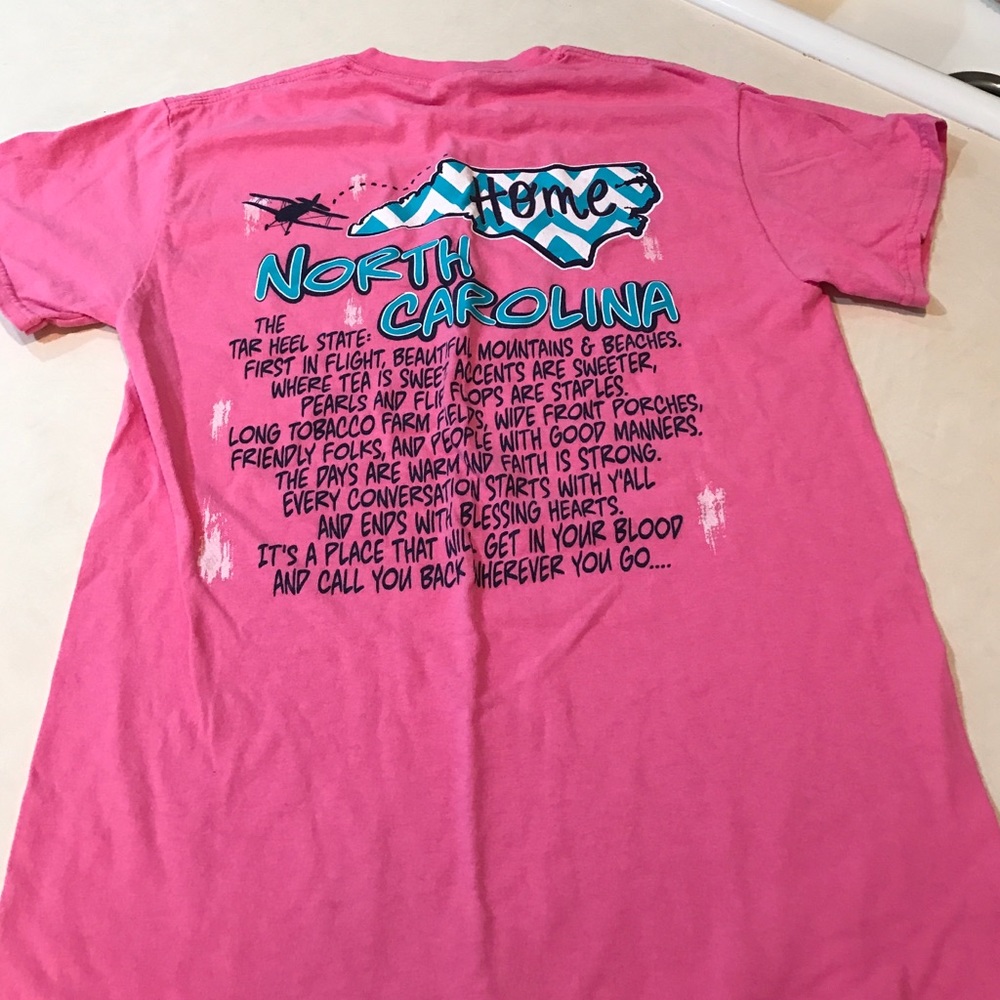 Home
NORTH
CAROLINA
THE
TAR HEEL STATE:
FIRST IN FLIGHT, BEAUTIFUL MOUNTAINS & BEACHES.
WHERE TEA IS SWEET ACCENTS ARE SWEETER,
PEARLS AND FLIP FLOPS ARE STAPLES.
LONG TOBACCO FARM FIELDS WIDE FRONT PORCHES,
FRIENDLY FOLKS, AND PEOPLE WITH GOOD MANNERS.
THE DAYS ARE WARM AND FAITH IS STRONG.
EVERY CONVERSATION STARTS WITH Y'ALL
AND ENDS WITH BLESSING HEARTS.
IT'S A PLACE THAT WILL GET IN YOUR BLOOD
AND CALL YOU BACK WHEREVER YOU GO....